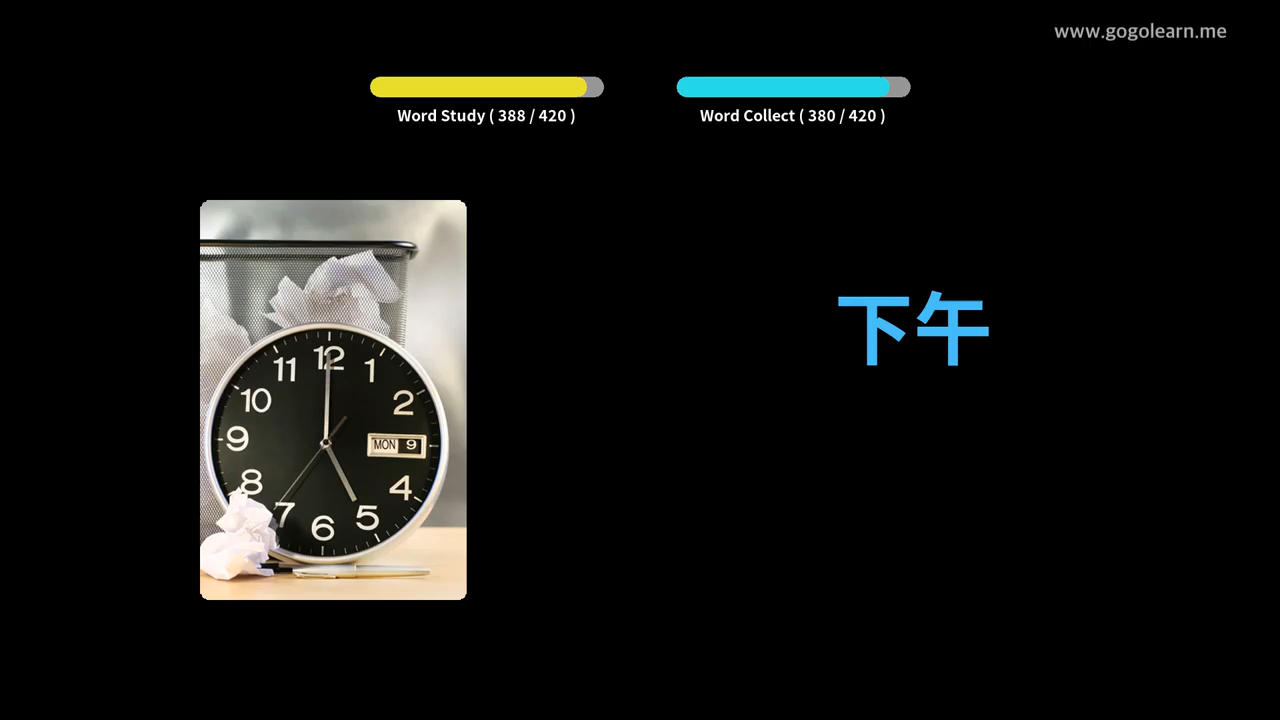 www.gogolearn.me
Word Study ( 388 / 420 )
Word Collect ( 380 / 420 )
下午
12
1
2
MON 9
4
5
6
7
8
9
10
11